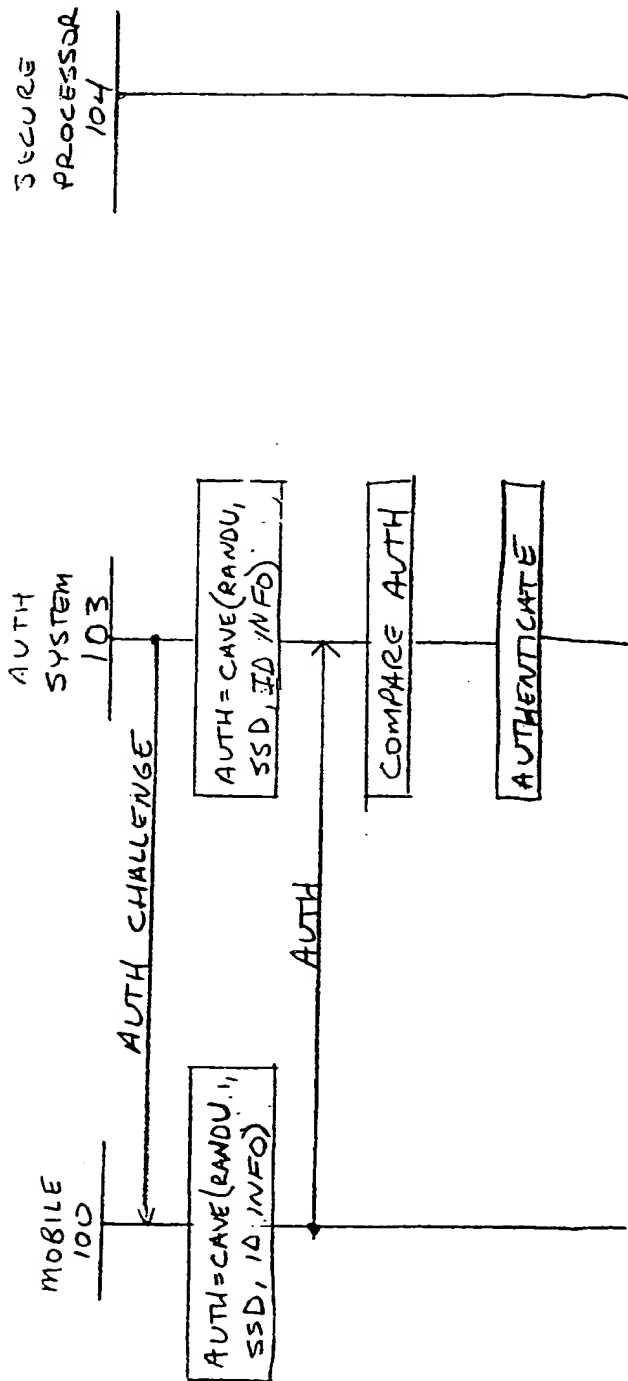 MOBILE
100
AUTH
SYSTEM
103
SECURE
PROCESSOR
104
AUTH CHALLENGE
AUTH=CAVE(RANDU,
SSD, ID INFO)
AUTH=CAVE(RANDU,
SSD, ID INFO)
AUTH
COMPARE AUTH
AUTHENTICATE